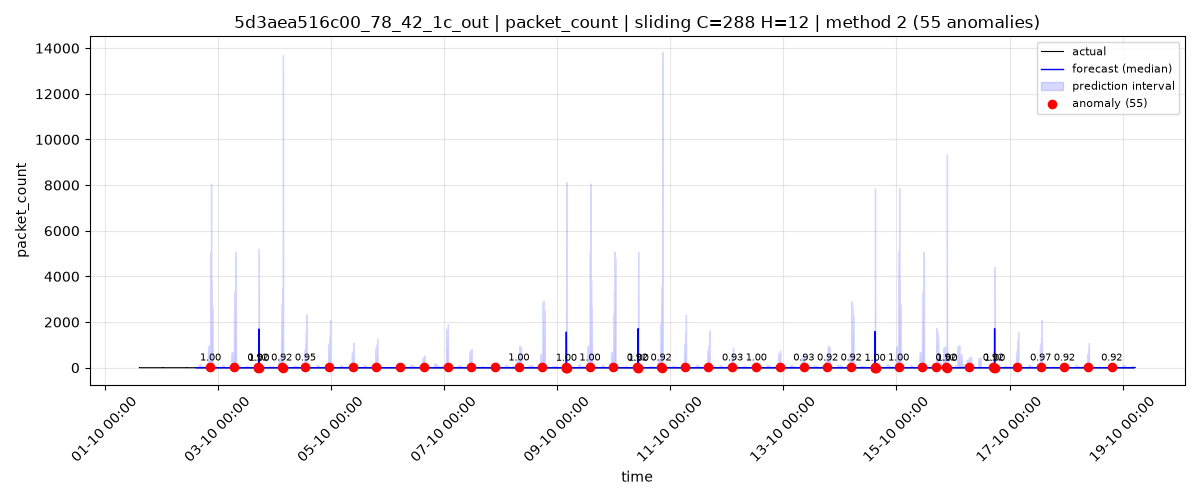 5d3aea516c00_78_42_1c_out | packet_count | sliding C=288 H=12 | method 2 (55 anomalies)
actual
forecast (median)
prediction interval
anomaly (55)
packet_count
14000
12000
10000
8000
6000
4000
2000
0
1.00 0.92 0.95 1.00 1.00 1.00 0.92 0.93 1.00 0.93 0.92 0.92 1.00 1.00 0.97 0.92 0.92
01-10 00:00
03-10 00:00
05-10 00:00
07-10 00:00
09-10 00:00
11-10 00:00
13-10 00:00
15-10 00:00
17-10 00:00
19-10 00:00
time